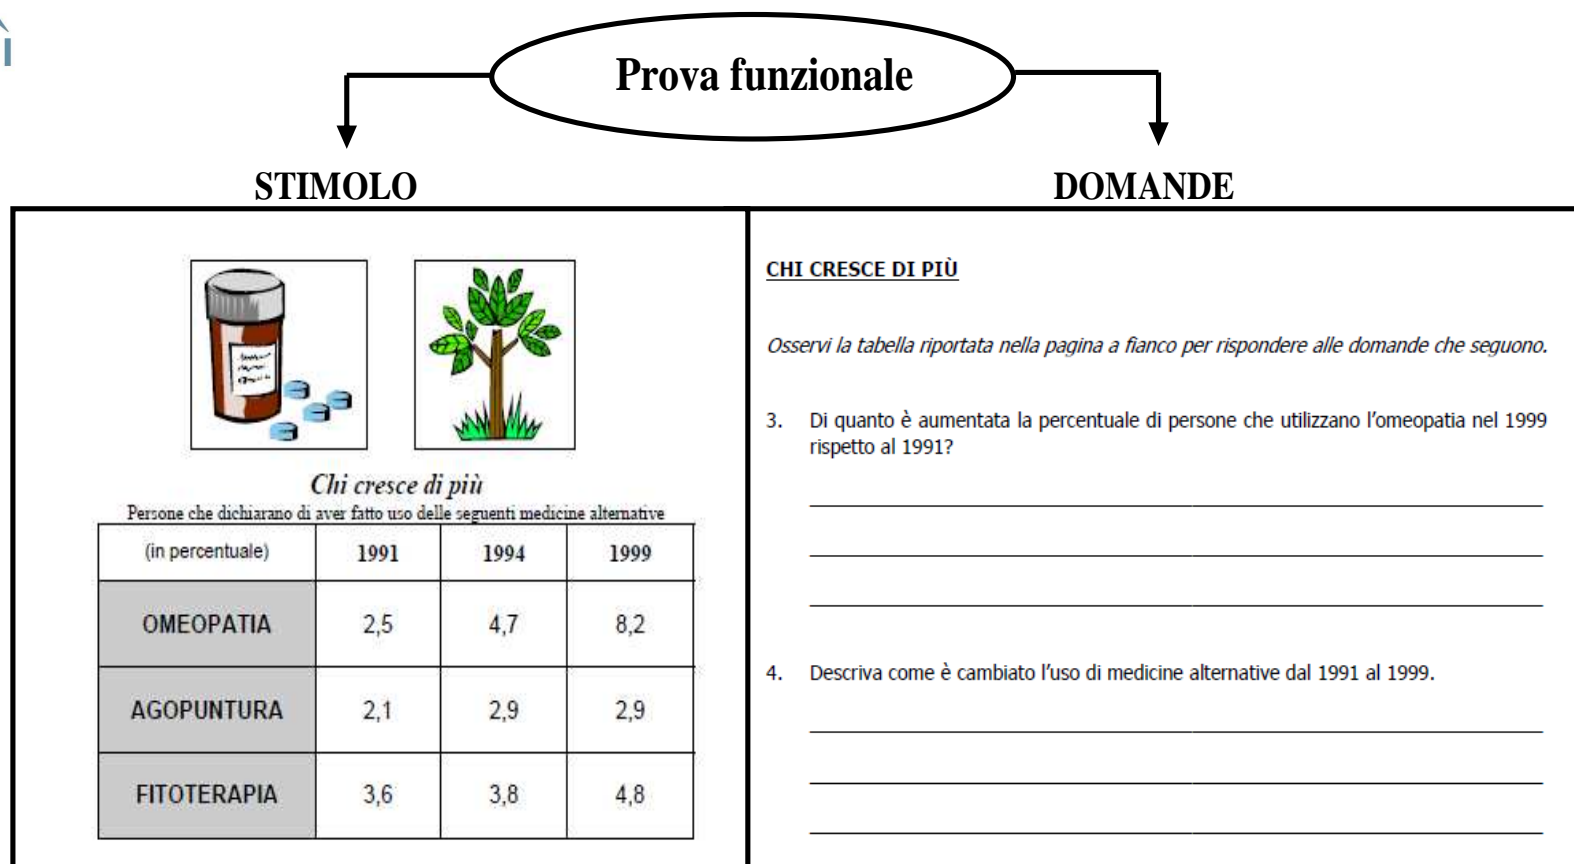 Prova funzionale
STIMOLO
DOMANDE
Chi cresce di più
Persone che dichiarano di aver fatto uso delle seguenti medicine alternative
(in percentuale) 1991 1994 1999
OMEOPATIA 2,5 4,7 8,2
AGOPUNTURA 2,1 2,9 2,9
FITOTERAPIA 3,6 3,8 4,8
CHI CRESCE DI PIÙ
Osservi la tabella riportata nella pagina a fianco per rispondere alle domande che seguono.
3. Di quanto è aumentata la percentuale di persone che utilizzano l'omeopatia nel 1999
rispetto al 1991?
4. Descriva come è cambiato l'uso di medicine alternative dal 1991 al 1999.